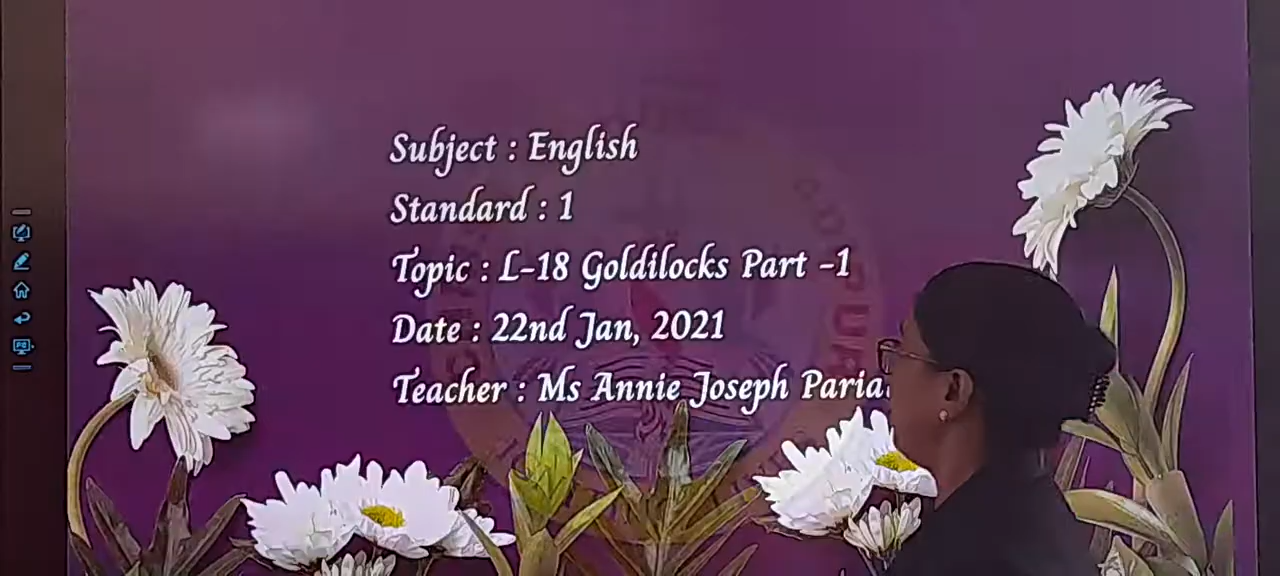 Subject : English
Standard : 1
Topic : L-18 Goldilocks Part -1
Date : 22nd Jan, 2021
Teacher : Ms Annie Joseph